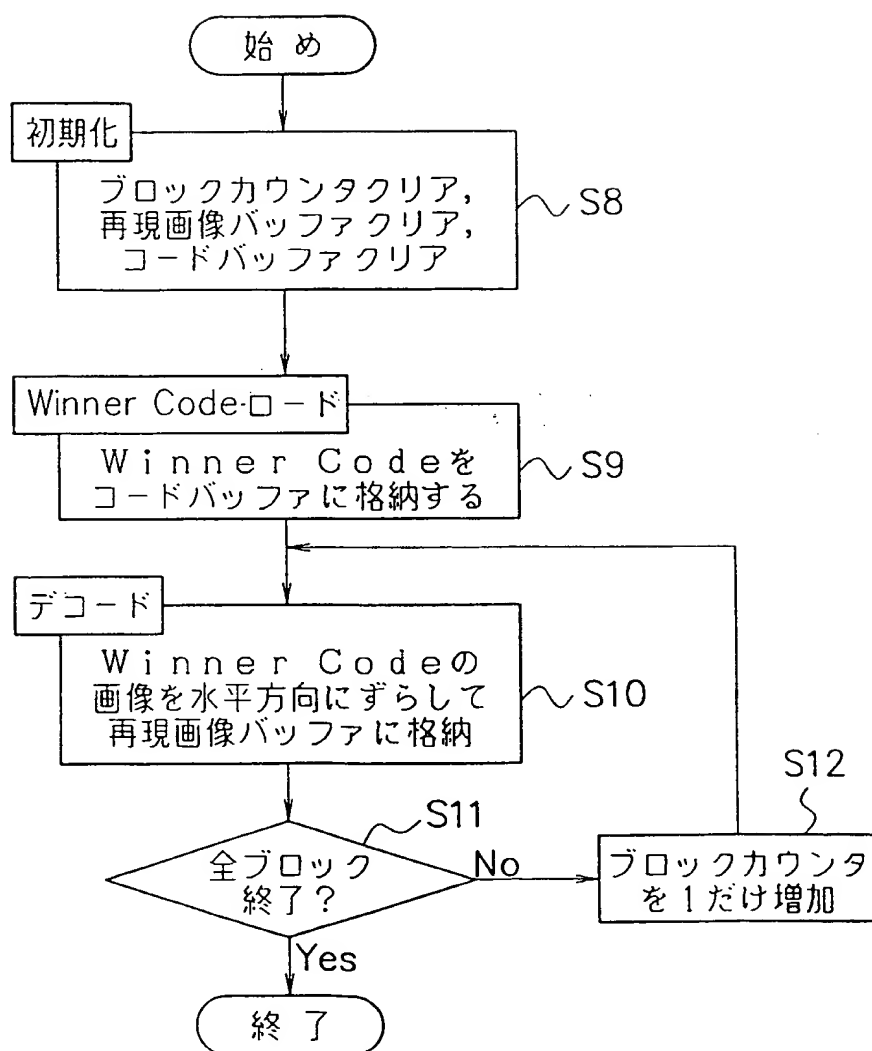 始め
初期化
ブロックカウンタクリア,
再現画像バッファクリア,
コードバッファクリア
S8
Winner Code·ロード
Winner Codeを
コードバッファに格納する
S9
デコード
Winner Codeの
画像を水平方向にずらして
再現画像バッファに格納
S10
S11
全ブロック
終了?
No
S12
ブロックカウンタ
を1だけ増加
Yes
終了